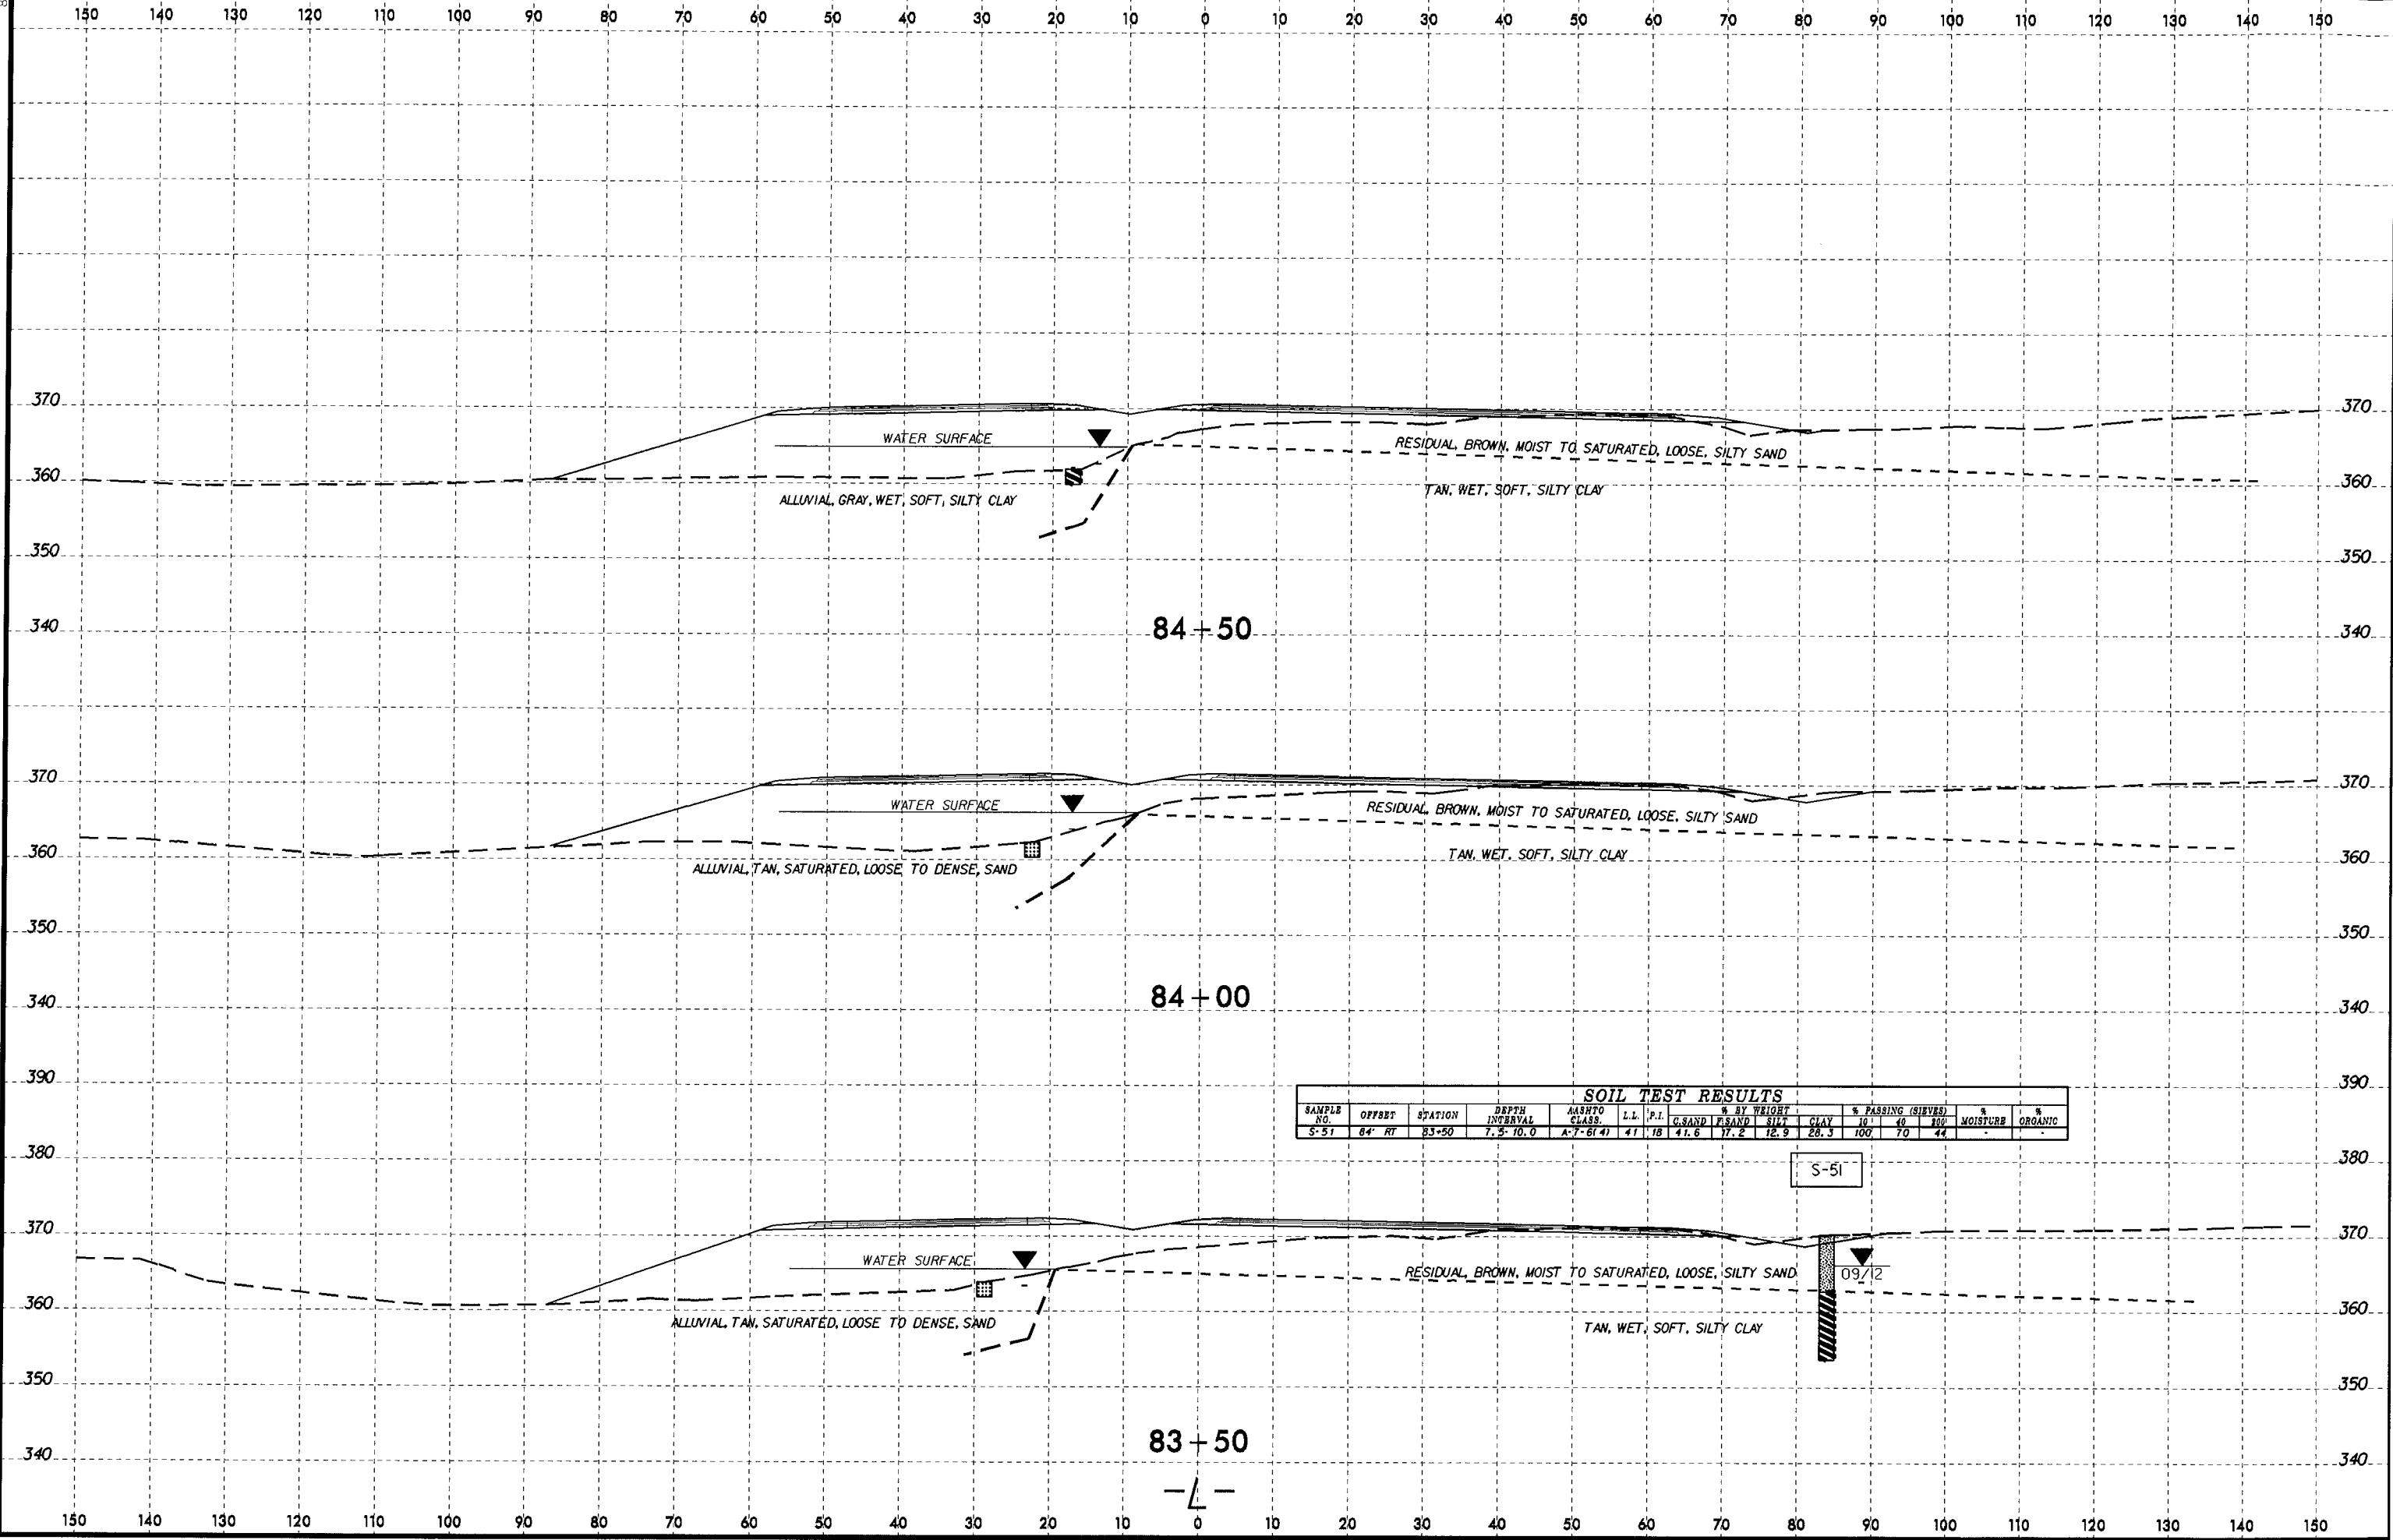 150 140 130 120 110 100 90 80 70 60 50 40 30 20 10 0 10 20 30 40 50 60 70 80 90 100 110 120 130 140 150
370 370
WATER SURFACE
RESIDUAL, BROWN, MOIST TO SATURATED, LOOSE, SILTY SAND
360 360
ALLUVIAL, GRAY, WET, SOFT, SILTY CLAY
TAN, WET, SOFT, SILTY CLAY
350 350
84+50
340 340
370 370
WATER SURFACE
RESIDUAL, BROWN, MOIST TO SATURATED, LOOSE, SILTY SAND
360 360
ALLUVIAL, TAN, SATURATED, LOOSE TO DENSE, SAND
TAN, WET, SOFT, SILTY CLAY
350 350
84+00
340 340
390 390
SOIL TEST RESULTS
SAMPLE NO. OFFSET STATION DEPTH INTERVAL AASHTO CLASS. L.L. P.I. % BY WEIGHT C.SAND F.SAND SILT CLAY % PASSING (SIEVES) 10 40 200 % MOISTURE % ORGANIC
S-51 84' RT 83+50 7.5-10.0 A-7-6(4) 41 18 41.6 17.2 12.9 28.3 100 70 44 - -
380 380
S-51
370 370
WATER SURFACE
RESIDUAL, BROWN, MOIST TO SATURATED, LOOSE, SILTY SAND
09/12
360 360
ALLUVIAL, TAN, SATURATED, LOOSE TO DENSE, SAND
TAN, WET, SOFT, SILTY CLAY
350 350
83+50
340 340
-L-
150 140 130 120 110 100 90 80 70 60 50 40 30 20 10 0 10 20 30 40 50 60 70 80 90 100 110 120 130 140 150